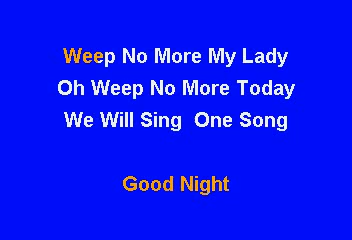 Weep No More My Lady
Oh Weep No More Today
We Will Sing  One Song
Good Night